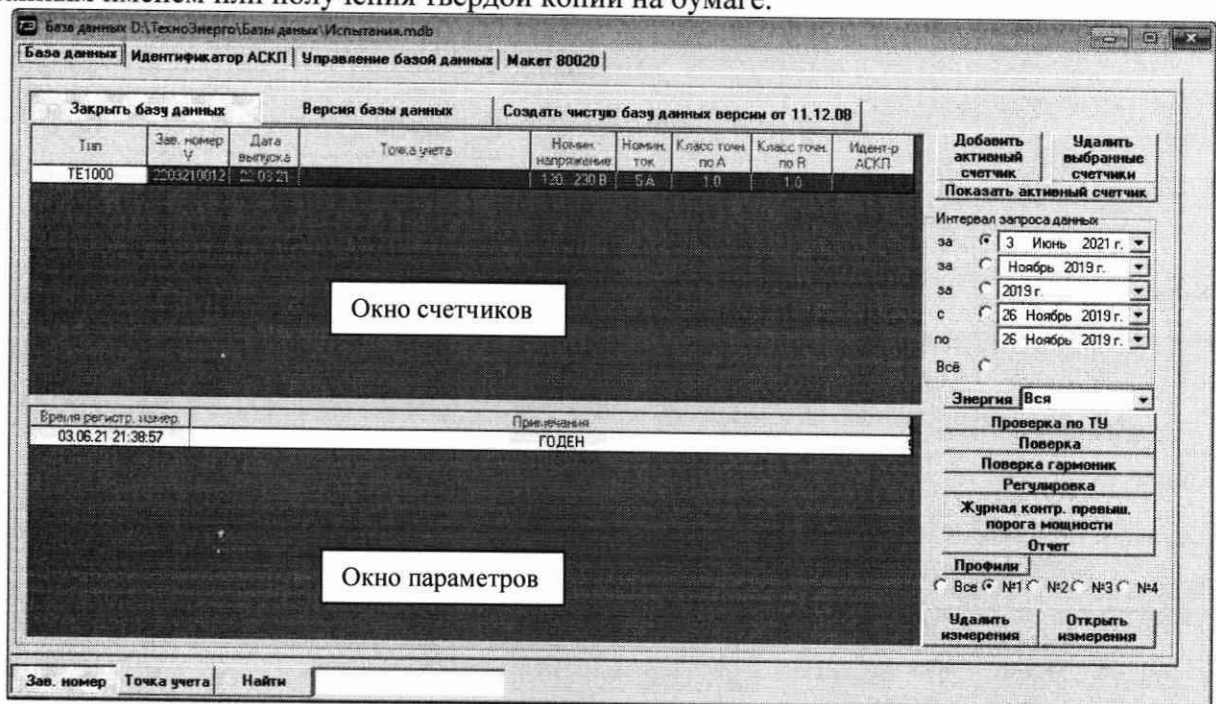 или получения твердой копии на бумаге.
База данных D:\ТехноЭнерго\Базы даных\Испытания.mdb
База данных Идентификатор АСКП Управление базой данных Макет 80020
Закрыть базу данных Версия базы данных Создать чистую базу данных версии от 11.12.08
Тип Зав. номер V Дата выпуска Точка учета Номин. напряжение Номин. ток Класс точн. по A Класс точн. по R Идент-р АСКП
TE1000 2203210012 22.03.21 120...230 В 5 А 1.0 1.0
Добавить активный счетчик
Удалить выбранные счетчики
Показать активный счетчик
Интервал запроса данных
за 3 Июнь 2021 г.
за Ноябрь 2019 г.
за 2019 г.
с 26 Ноябрь 2019 г.
по 26 Ноябрь 2019 г.
Всё
Окно счетчиков
Энергия Вся
Время регистр. измер. Примечания
03.06.21 21:38:57 ГОДЕН
Проверка по ТУ
Поверка
Поверка гармоник
Регулировка
Журнал контр. превыш. порога мощности
Отчет
Профили
Все №1 №2 №3 №4
Окно параметров
Удалить измерения
Открыть измерения
Зав. номер Точка учета Найти